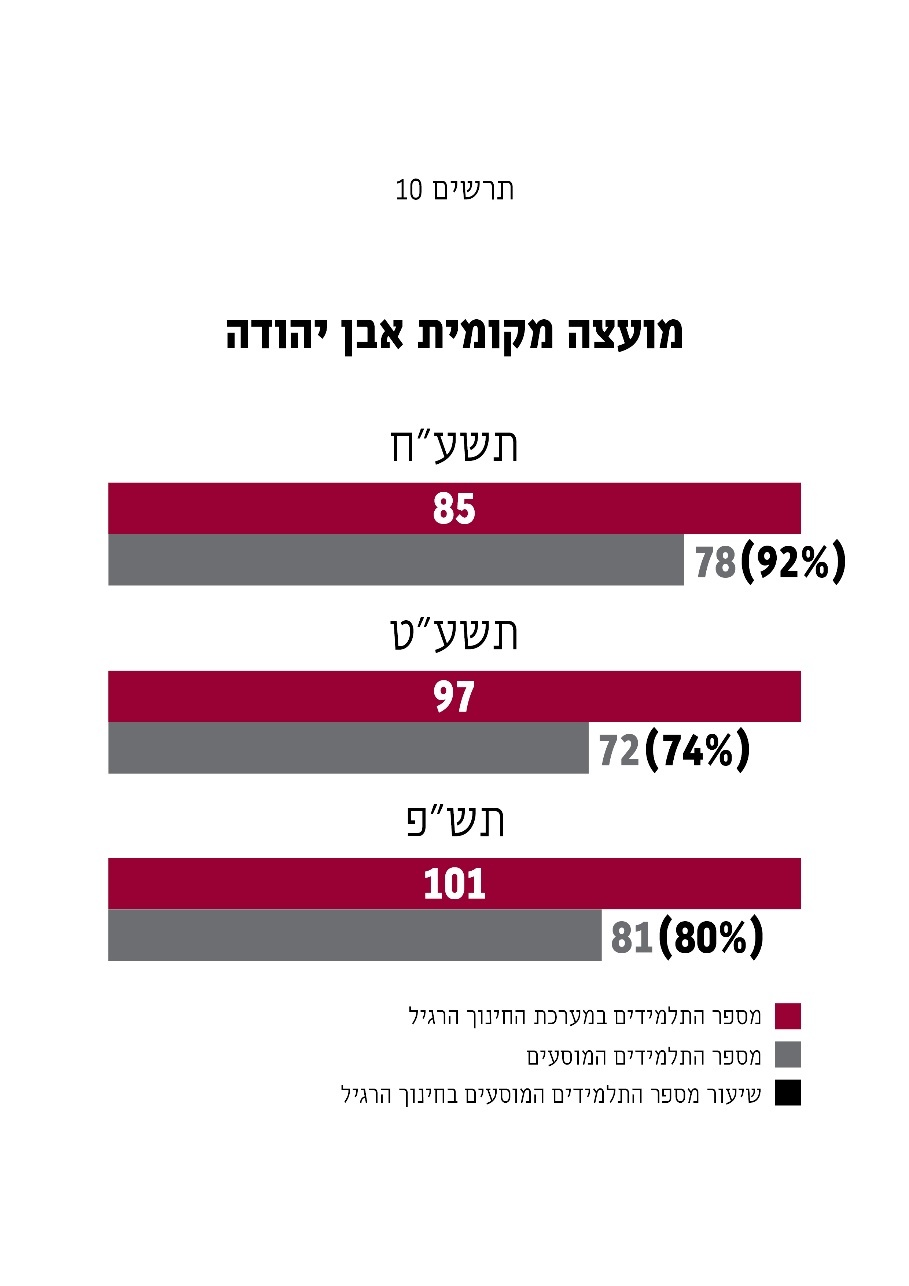 תרשים 10
מועצה מקומית אבן יהודה
תשע"ח
85
78 (92%)
תשע"ט
97
72 (74%)
תש"פ
101
81 (80%)
מספר התלמידים במערכת החינוך הרגיל
מספר התלמידים המוסעים
שיעור מספר התלמידים המוסעים בחינוך הרגיל